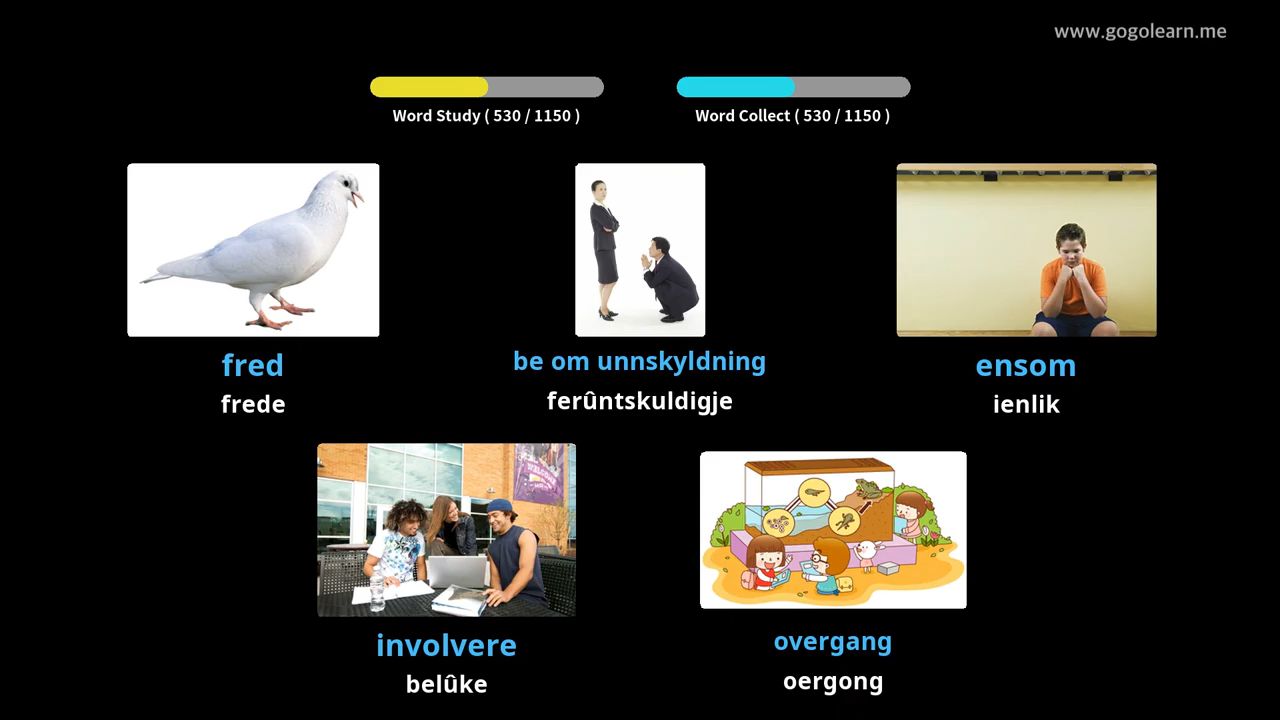 www.gogolearn.me
Word Study ( 530 / 1150 )
Word Collect ( 530 / 1150 )
fred
frede
be om unnskyldning
ferûntskuldigje
ensom
ienlik
involvere
belûke
overgang
oergong